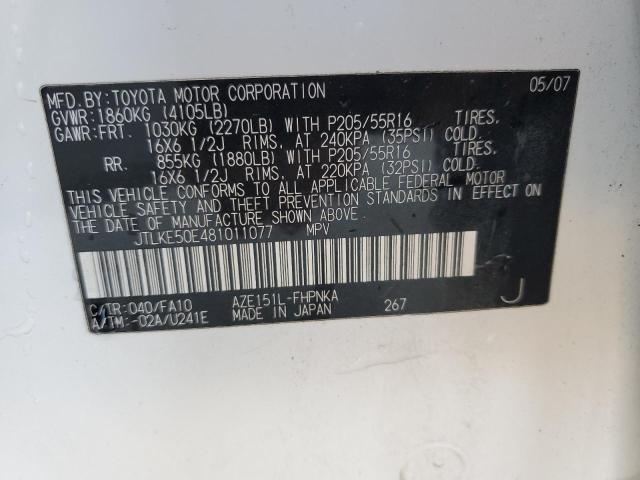 MFD.BY:TOYOTA MOTOR CORPORATION 05/07
GVWR:1860KG (4105LB)
GAWR:FRT. 1030KG (2270LB) WITH P205/55R16 TIRES.
16X6 1/2J RIMS, AT 240KPA (35PSI) COLD.
RR. 855KG (1880LB) WITH P205/55R16 TIRES.
16X6 1/2J RIMS, AT 220KPA (32PSI) COLD.
THIS VEHICLE CONFORMS TO ALL APPLICABLE FEDERAL MOTOR
VEHICLE SAFETY AND THEFT PREVENTION STANDARDS IN EFFECT ON
THE DATE OF MANUFACTURE SHOWN ABOVE.
JTLKE50E481011077 MPV
C/TR:040/FA10 AZE151L-FHPNKA J
A/TM:-02A/U241E MADE IN JAPAN 267